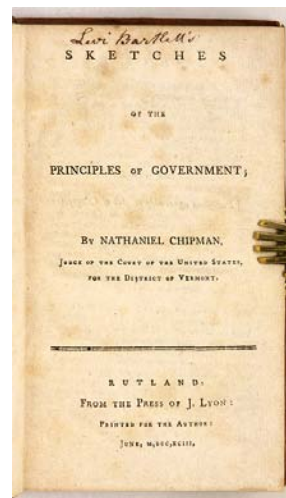 Levi Bartlett's
SKETCHES
OF THE
PRINCIPLES OF GOVERNMENT;
BY NATHANIEL CHIPMAN,
JUDGE OF THE COURT OF THE UNITED STATES,
FOR THE DISTRICT OF VERMONT.
RUTLAND:
FROM THE PRESS OF J. LYON:
PRINTED FOR THE AUTHOR:
JUNE, M,DCC,XCIII,